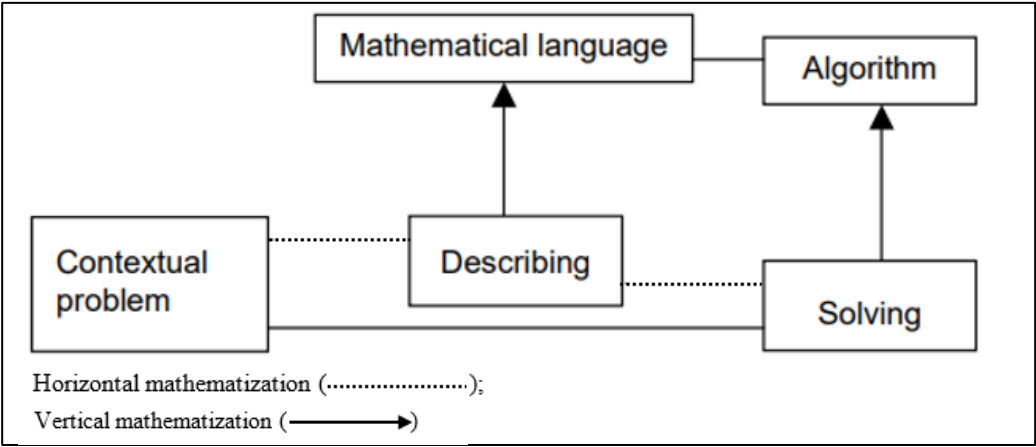 Mathematical language
Algorithm
Contextual
problem
Describing
Solving
Horizontal mathematization (.......................);
Vertical mathematization ( )